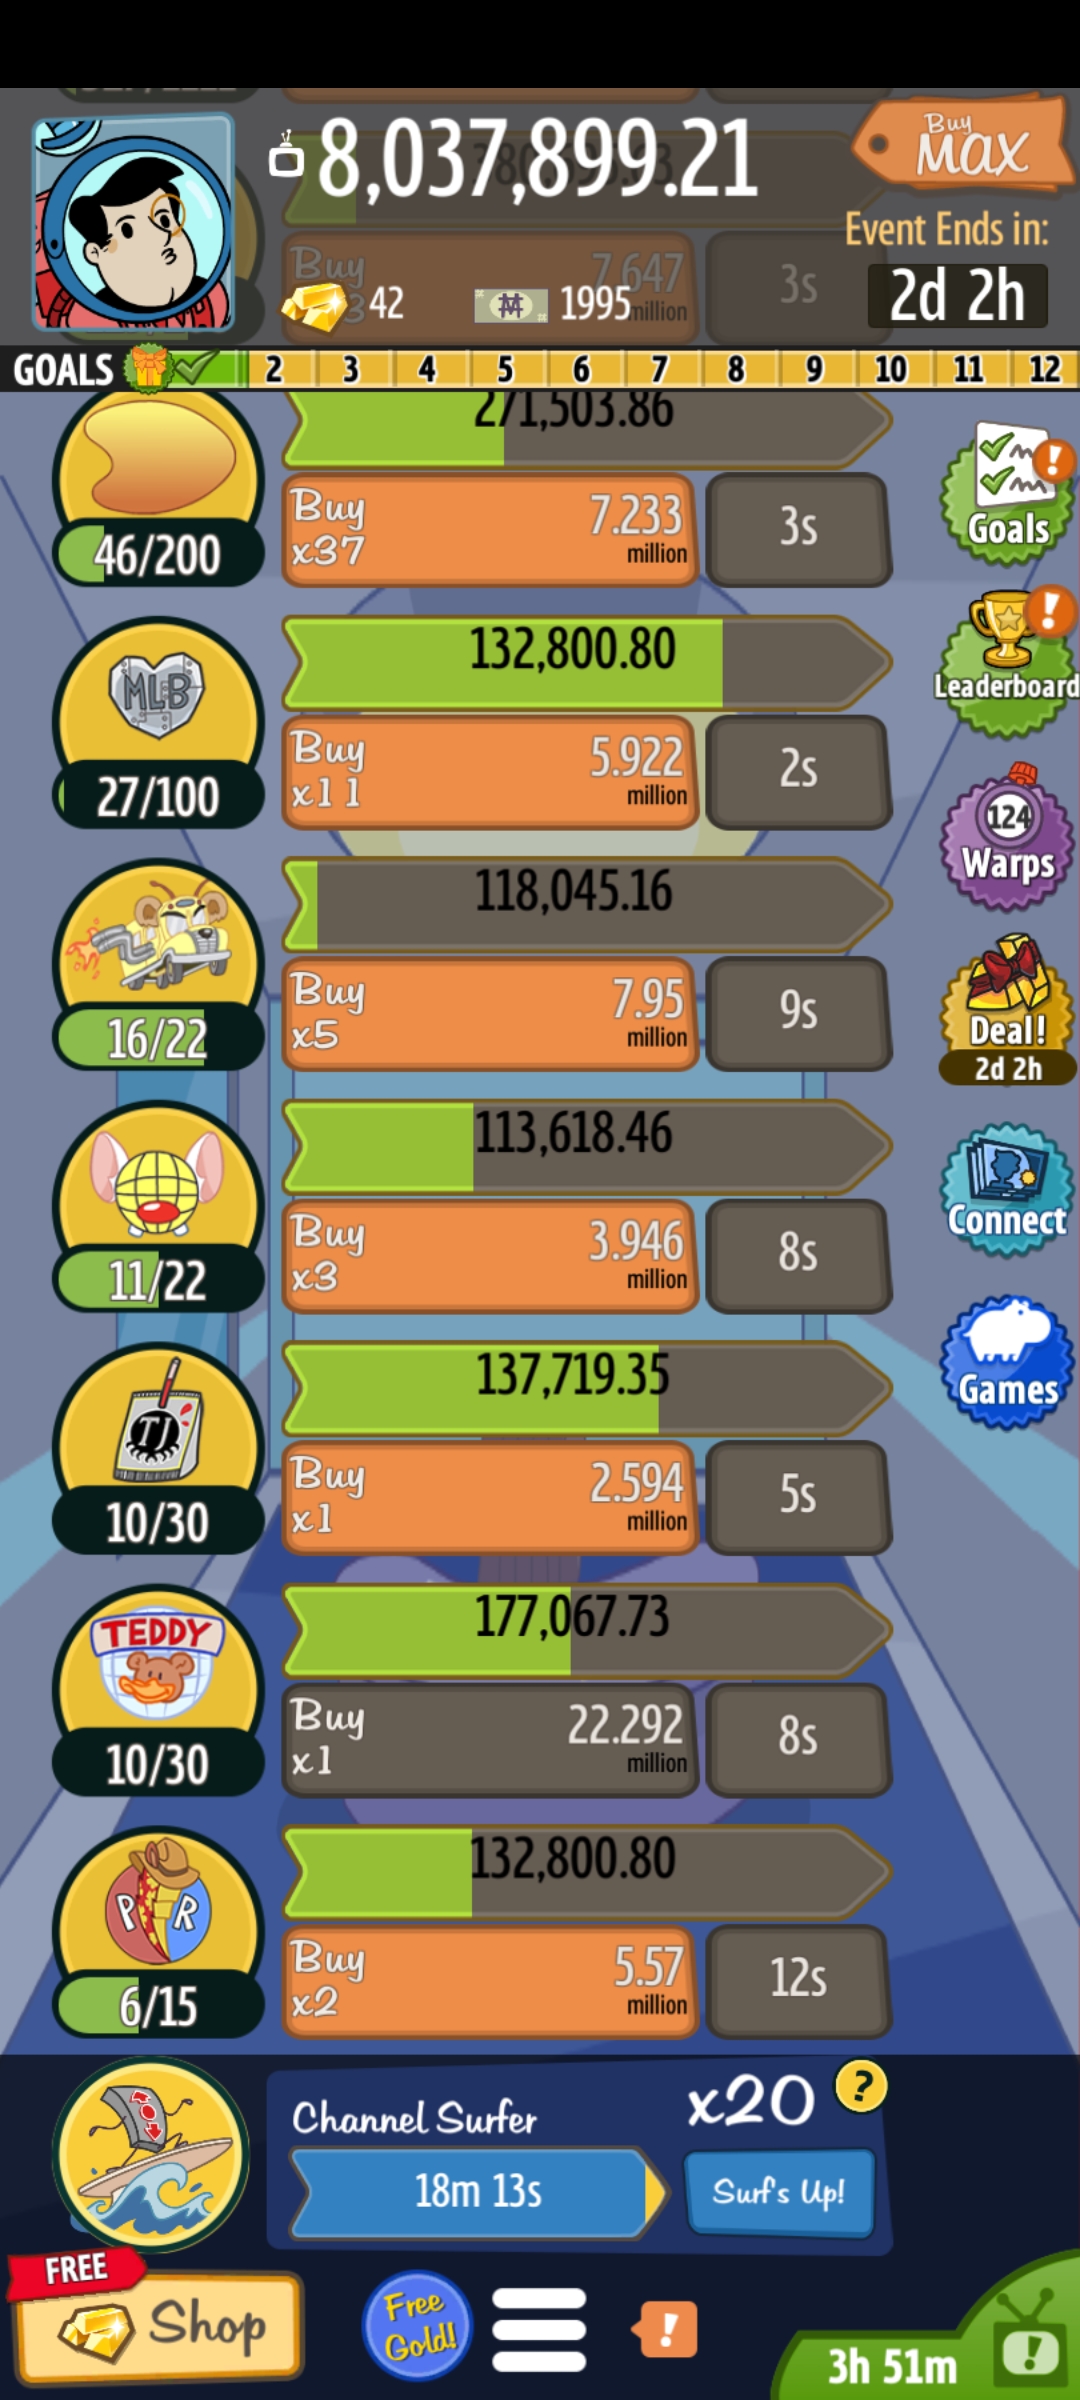 8,037,899.21
Buy
MAX
Event Ends in:
2d 2h
42
1995
Buy
7.647
million
3s
GOALS 2 3 4 5 6 7 8 9 10 11 12
271,503.86
46/200
Buy
x37
7.233
million
3s
Goals
MLB
27/100
132,800.80
Buy
x11
5.922
million
2s
Leaderboard
124
Warps
16/22
118,045.16
Buy
x5
7.95
million
9s
Deal!
2d 2h
11/22
113,618.46
Buy
x3
3.946
million
8s
Connect
TJ
10/30
137,719.35
Buy
x1
2.594
million
5s
Games
TEDDY
10/30
177,067.73
Buy
x1
22.292
million
8s
P R
6/15
132,800.80
Buy
x2
5.57
million
12s
Channel Surfer
x20
?
18m 13s
Surf's Up!
FREE
Shop
Free
Gold!
!
3h 51m
!